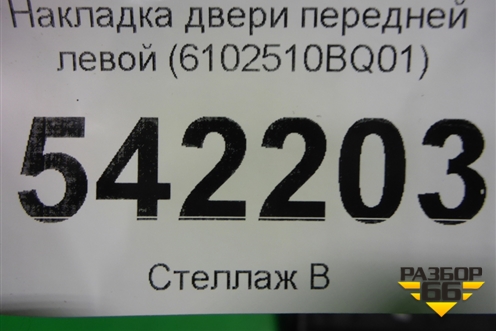 Накладка двери передней
левой (6102510BQ01)
542203
Стеллаж В
РАЗБОР
66